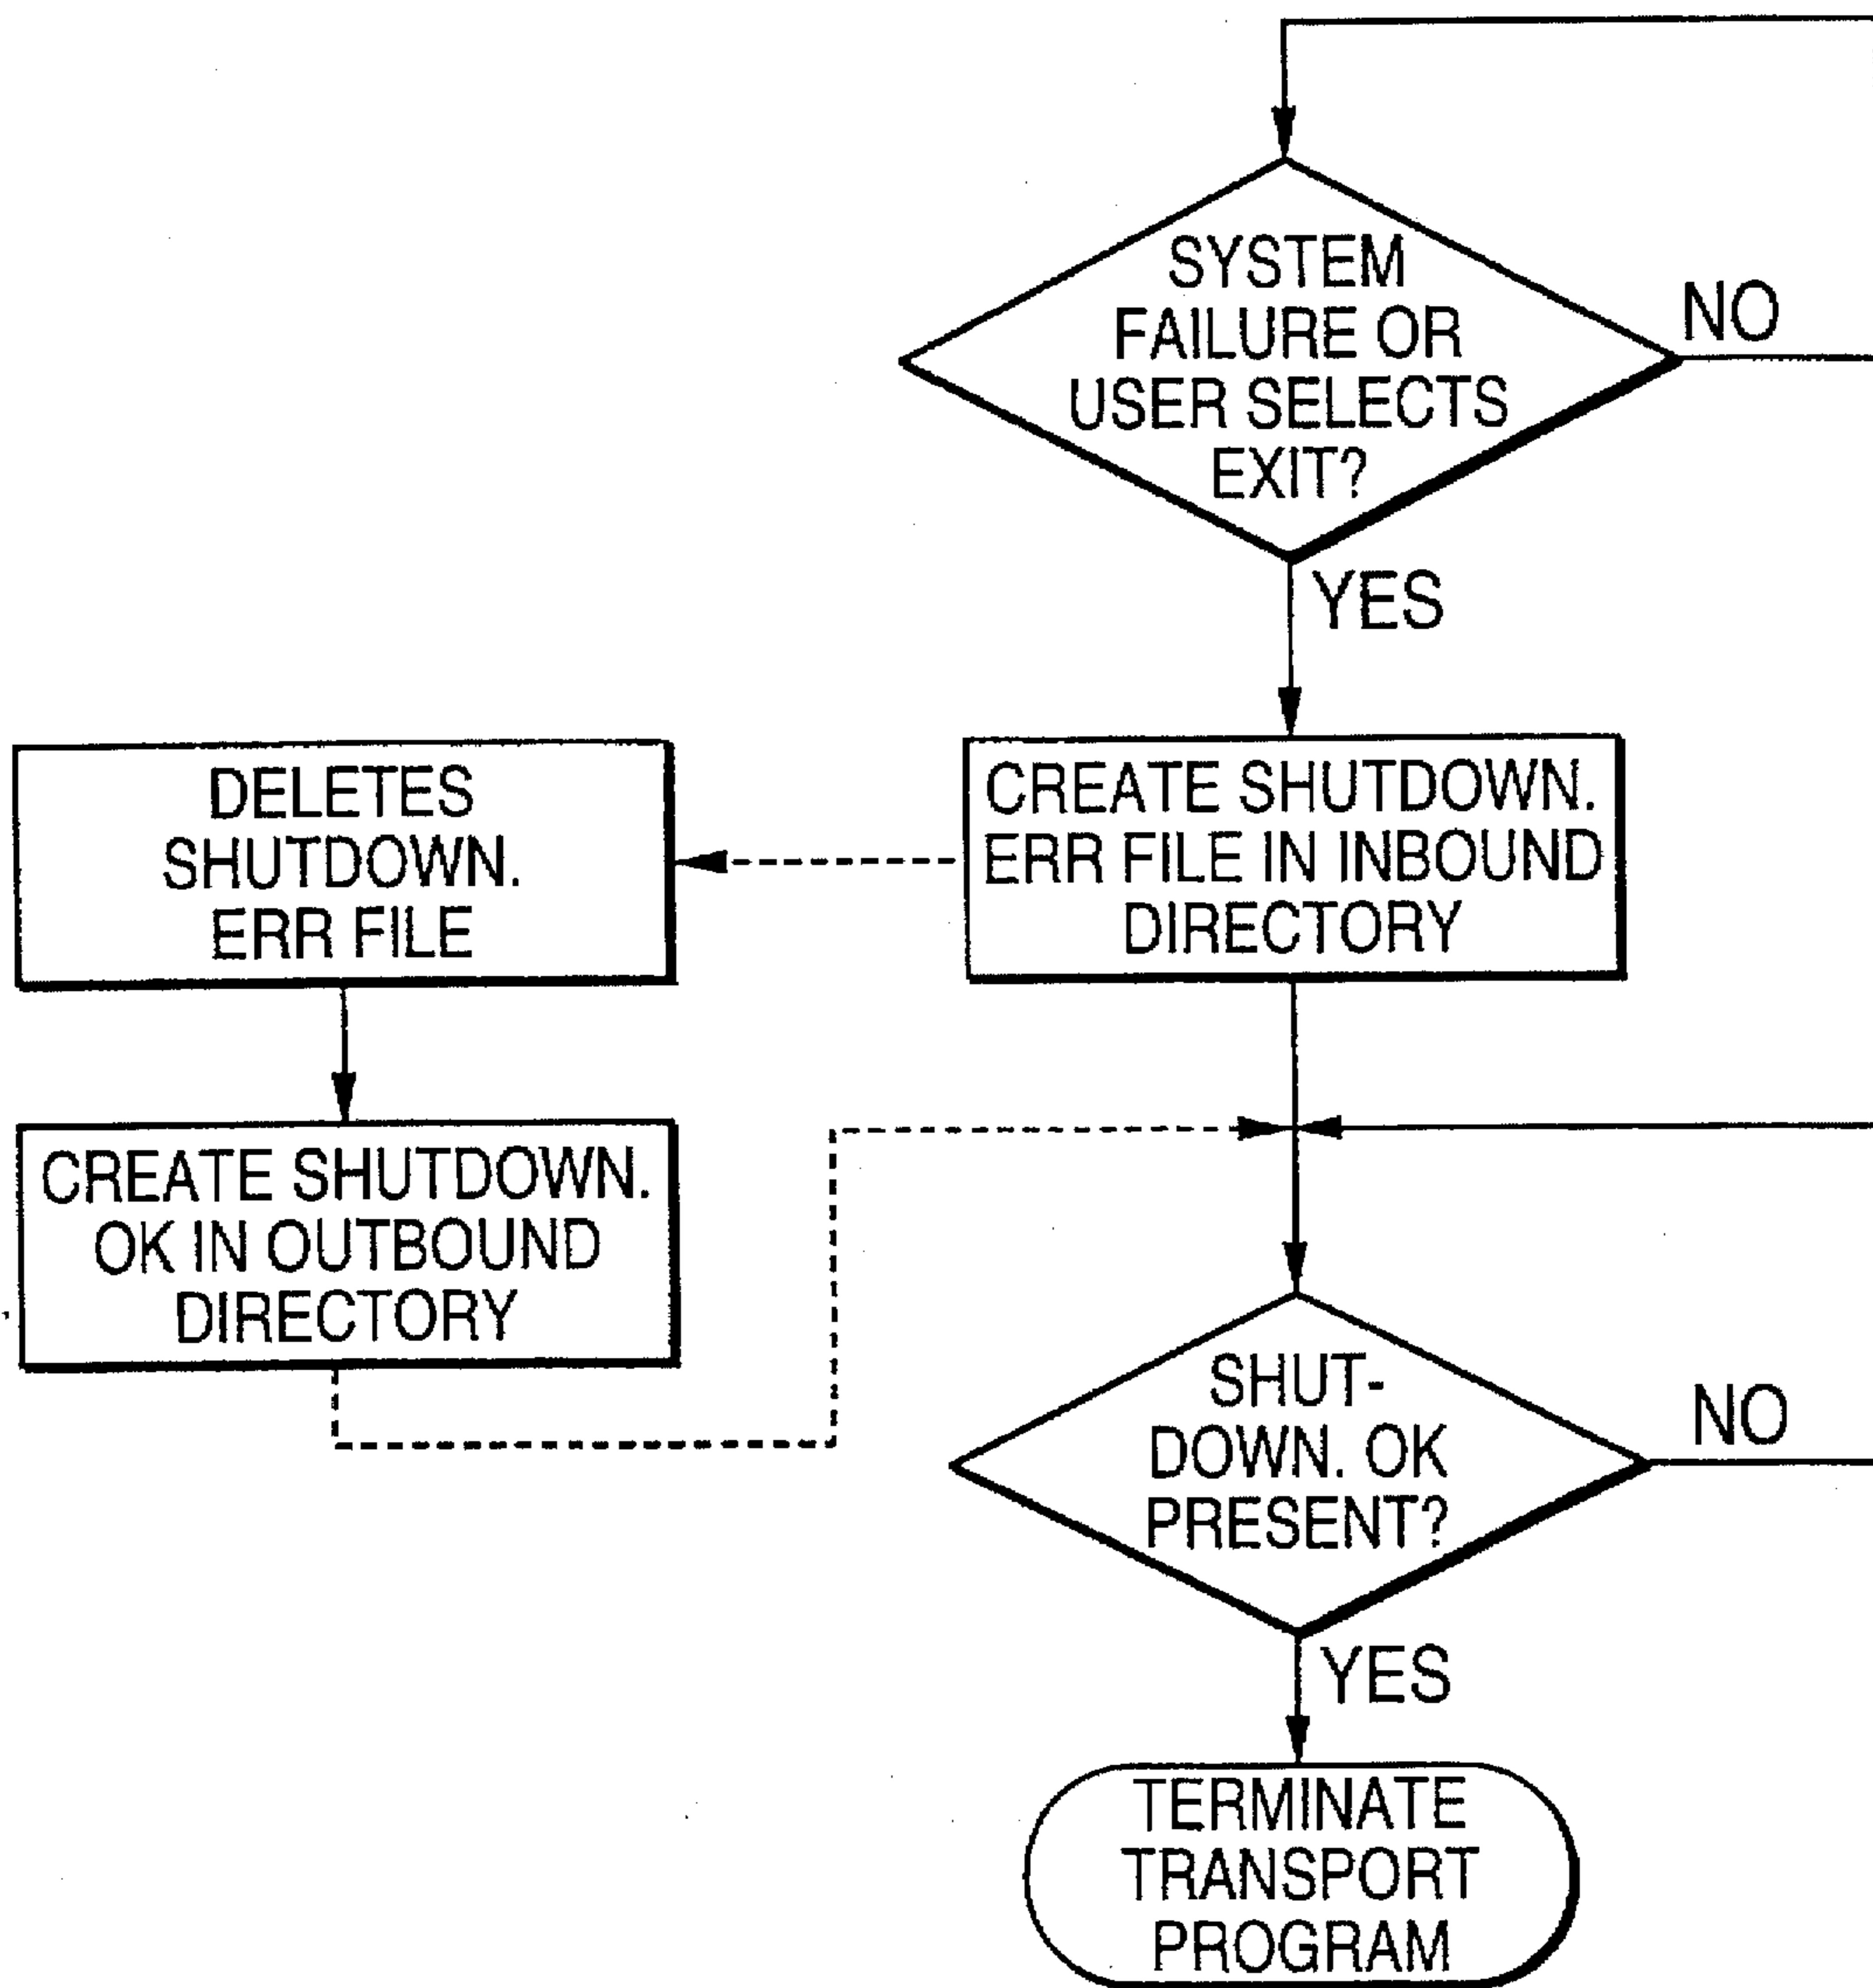 SYSTEM
FAILURE OR
USER SELECTS
EXIT?
NO
YES
DELETES
SHUTDOWN.
ERR FILE
CREATE SHUTDOWN.
ERR FILE IN INBOUND
DIRECTORY
CREATE SHUTDOWN.
OK IN OUTBOUND
DIRECTORY
SHUT-
DOWN. OK
PRESENT?
NO
YES
TERMINATE
TRANSPORT
PROGRAM